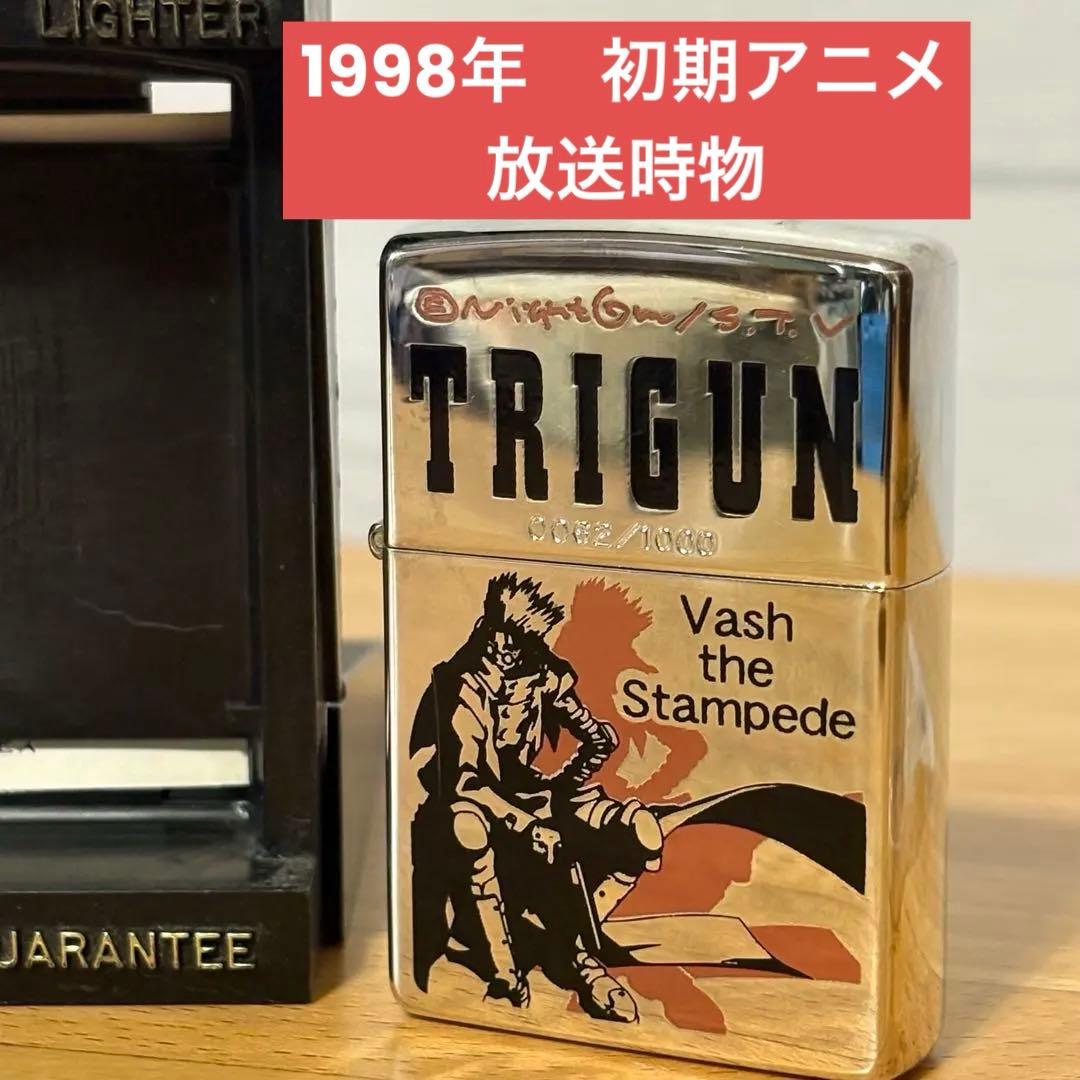 LIGHTER
1998年　初期アニメ
放送時物
TRIGUN
0062/1000
Vash
the
Stampede
UARANTEE